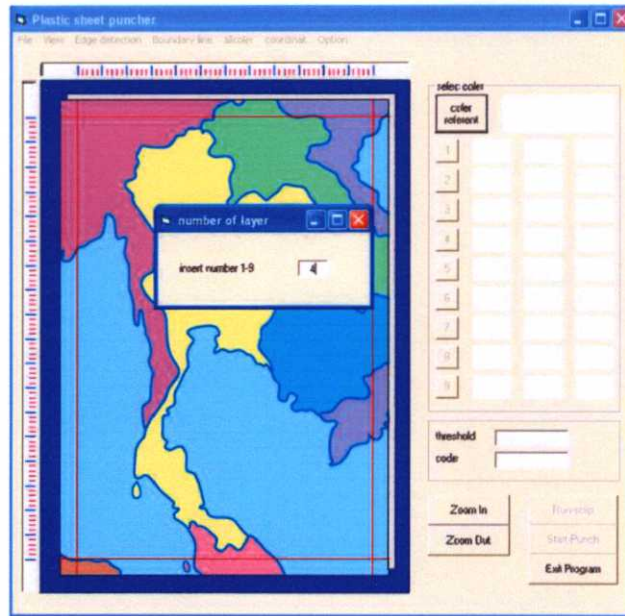 Plastic sheet puncher
File View Edge detection Boundary line allcolor coordinat Option
selec color
color
referent
1
2
3
4
5
6
7
8
9
number of layer
insert number 1-9 4
threshold
code
Zoom In
Zoom Out
Start Punch
Exit Program